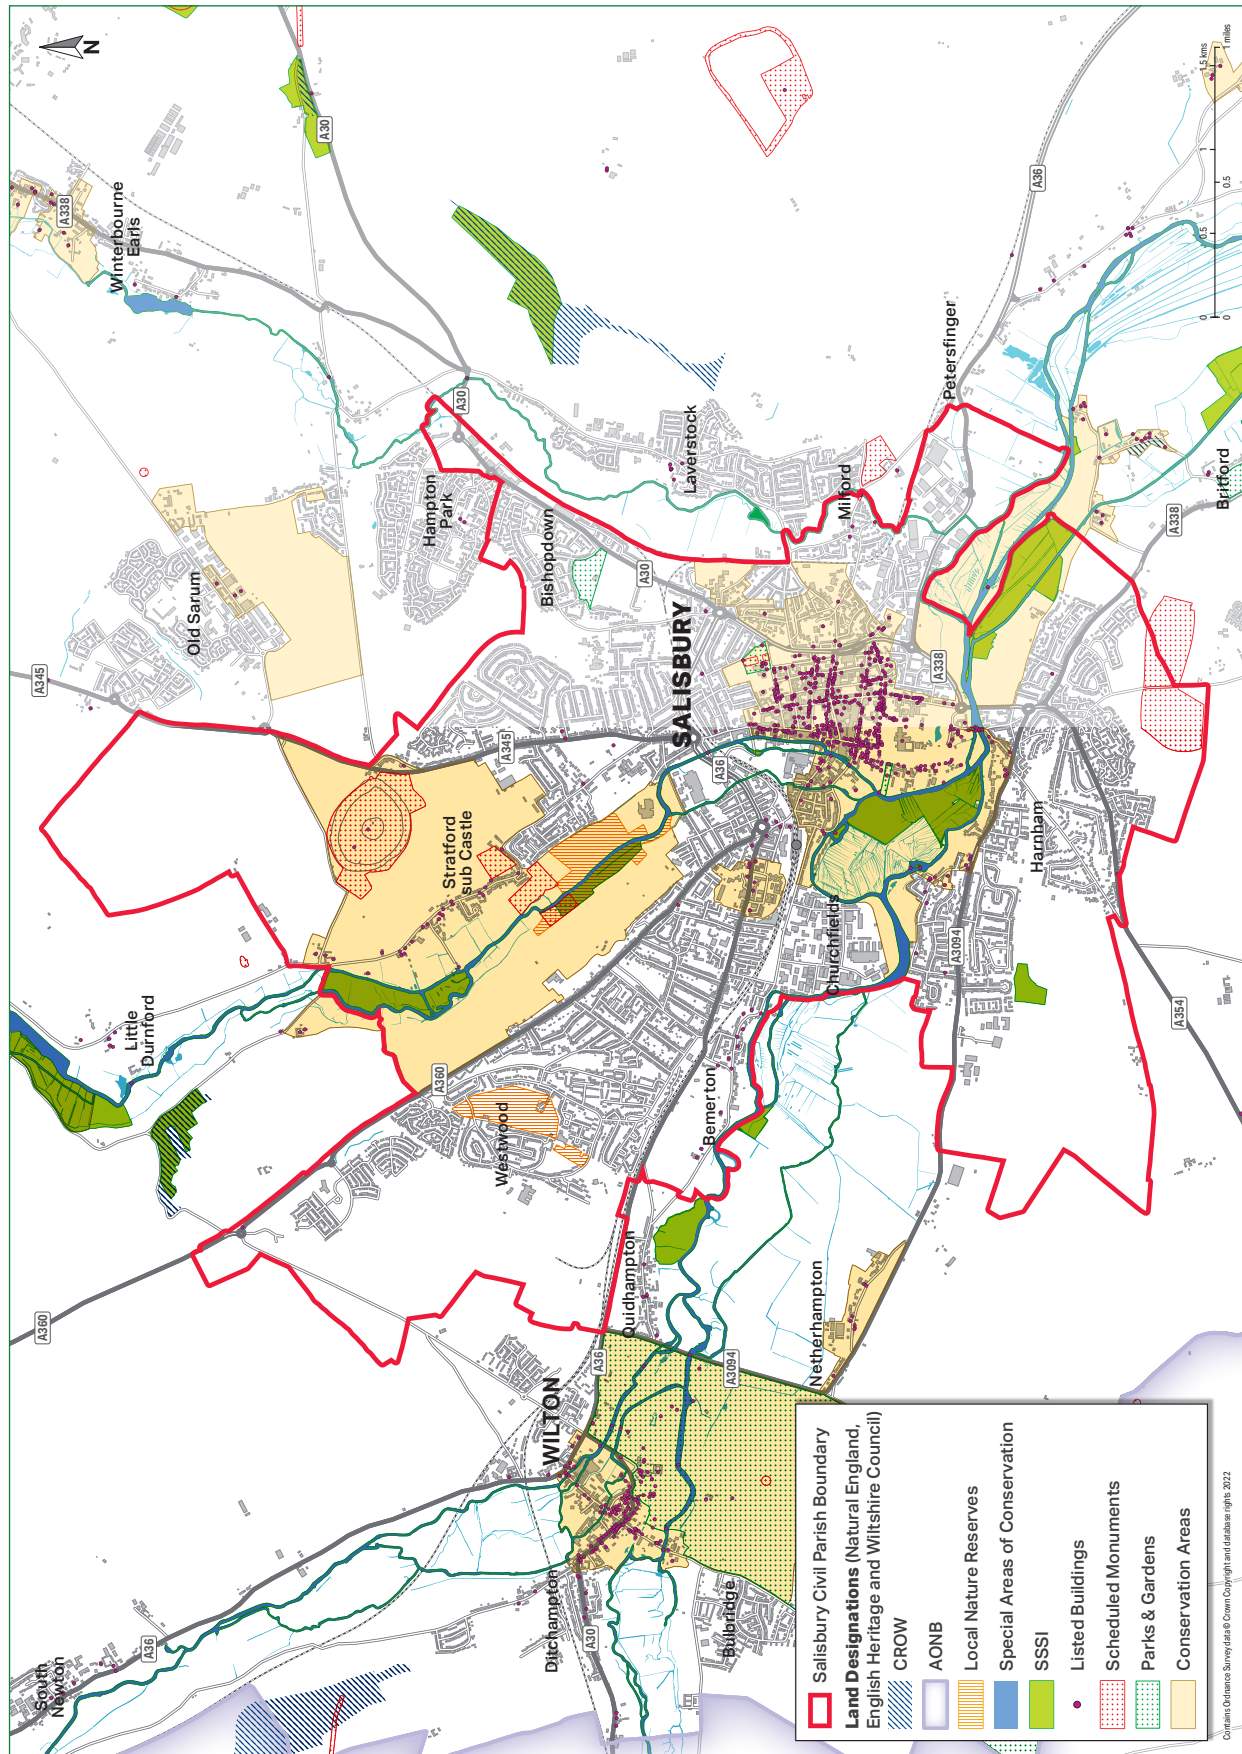 N
A338
Winterbourne
Earls
A30
A345
Old Sarum
Hampton
Park
A30
Bishopdown
A30
Laverstock
Milford
Petersfinger
A36
1.5 kms
1 miles
1
0.5
0.5
0
0
Britford
A338
A338
SALISBURY
A345
A36
Stratford
sub Castle
Little
Durnford
Churchfields
Harnham
A3094
A354
A360
Westwood
Bemerton
A360
Quidhampton
Netherhampton
A36
A3094
WILTON
Ditchampton
A30
Bulbridge
A36
South
Newton
Salisbury Civil Parish Boundary
Land Designations (Natural England,
English Heritage and Wiltshire Council)
CROW
AONB
Local Nature Reserves
Special Areas of Conservation
SSSI
Listed Buildings
Scheduled Monuments
Parks & Gardens
Conservation Areas
Contains Ordnance Survey data © Crown Copyright and database rights 2022